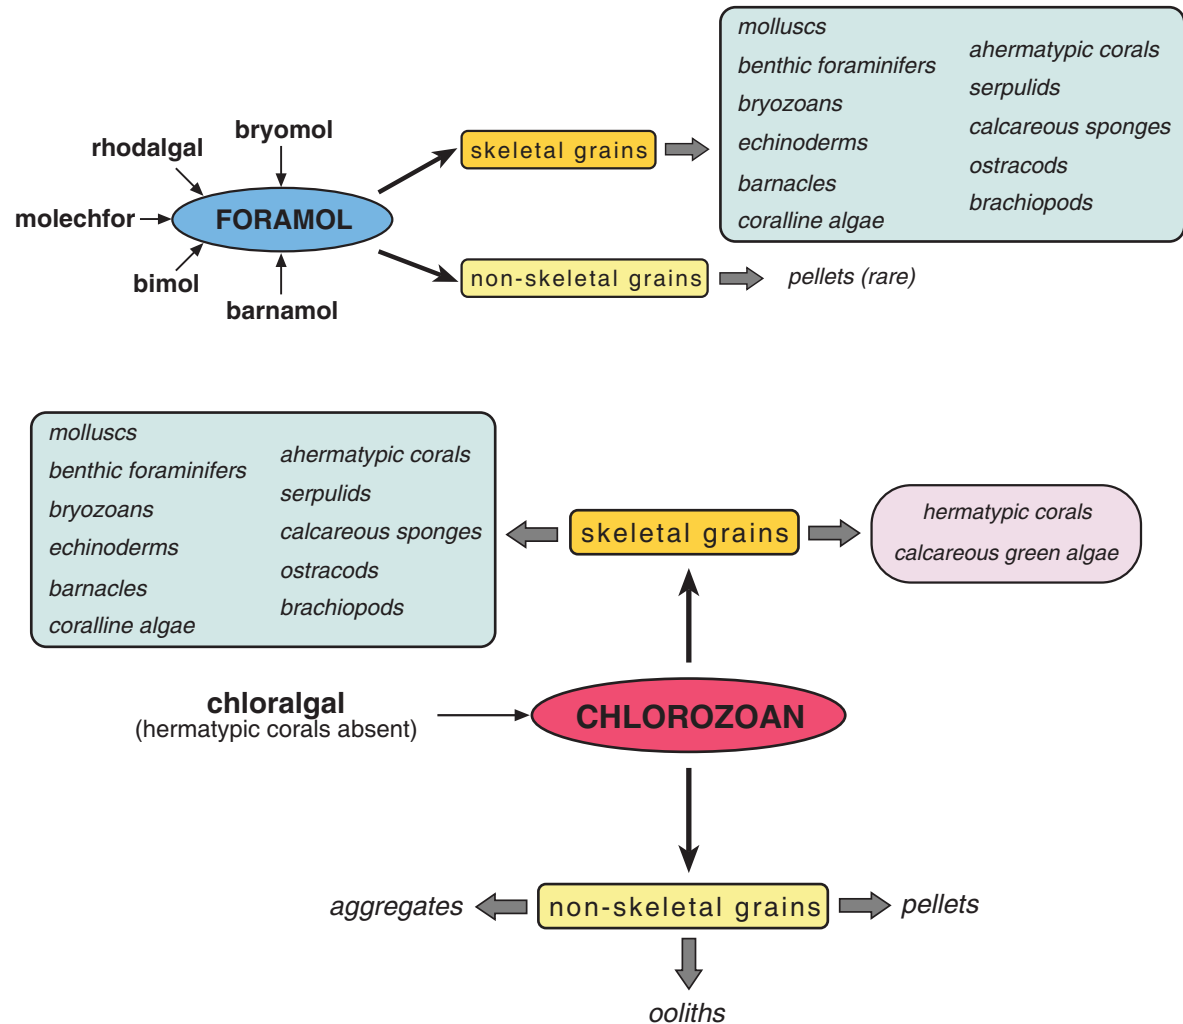 bryomol
rhodalgal
molechfor
FORAMOL
bimol
barnamol
skeletal grains
non-skeletal grains
molluscs
benthic foraminifers
bryozoans
echinoderms
barnacles
coralline algae
ahermatypic corals
serpulids
calcareous sponges
ostracods
brachiopods
pellets (rare)
molluscs
benthic foraminifers
bryozoans
echinoderms
barnacles
coralline algae
ahermatypic corals
serpulids
calcareous sponges
ostracods
brachiopods
skeletal grains
hermatypic corals
calcareous green algae
chloralgal
(hermatypic corals absent)
CHLOROZOAN
aggregates
non-skeletal grains
pellets
ooliths